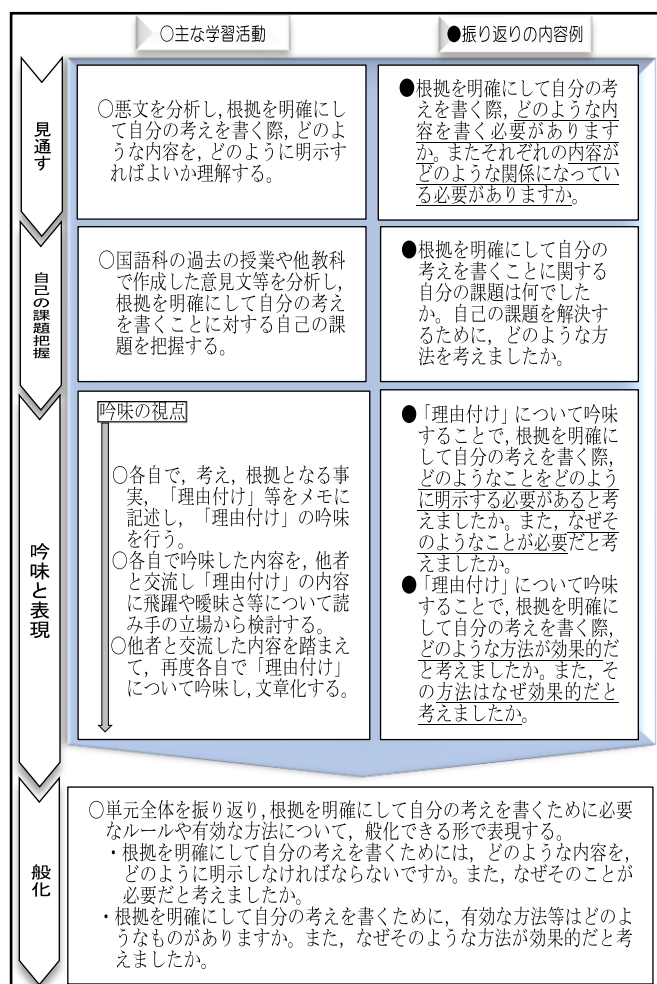 ○主な学習活動
●振り返りの内容例
見通す
○悪文を分析し,根拠を明確にし
て自分の考えを書く際,どのよ
うな内容を,どのように明示す
ればよいか理解する。
●根拠を明確にして自分の考
えを書く際,どのような内
容を書く必要があります
か。またそれぞれの内容が
どのような関係になってい
る必要がありますか。
自己の課題把握
○国語科の過去の授業や他教科
で作成した意見文等を分析し,
根拠を明確にして自分の考え
を書くことに対する自己の課
題を把握する。
●根拠を明確にして自分の
考えを書くことに関する
自分の課題は何でした
か。自己の課題を解決す
るために,どのような方
法を考えましたか。
吟味と表現
吟味の視点
○各自で,考え,根拠となる事
実,「理由付け」等をメモに
記述し,「理由付け」の吟味
を行う。
○各自で吟味した内容を,他者
と交流し「理由付け」の内容
に飛躍や曖昧さ等について読
み手の立場から検討する。
○他者と交流した内容を踏まえ
て,再度各自で「理由付け」
について吟味し,文章化する。
●「理由付け」について吟味
することで,根拠を明確に
して自分の考えを書く際,
どのようなことをどのよう
に明示する必要があると考
えましたか。また,なぜそ
のようなことが必要だと考
えましたか。
●「理由付け」について吟味
することで,根拠を明確に
して自分の考えを書く際,
どのような方法が効果的だ
と考えましたか。また,そ
の方法はなぜ効果的だと
考えましたか。
般化
○単元全体を振り返り,根拠を明確にして自分の考えを書くために必要
なルールや有効な方法について,般化できる形で表現する。
・根拠を明確にして自分の考えを書くためには,どのような内容を,
どのように明示しなければならないですか。また,なぜそのことが
必要だと考えましたか。
・根拠を明確にして自分の考えを書くために,有効な方法等はどのよ
うなものがありますか。また,なぜそのような方法が効果的だと考
えましたか。